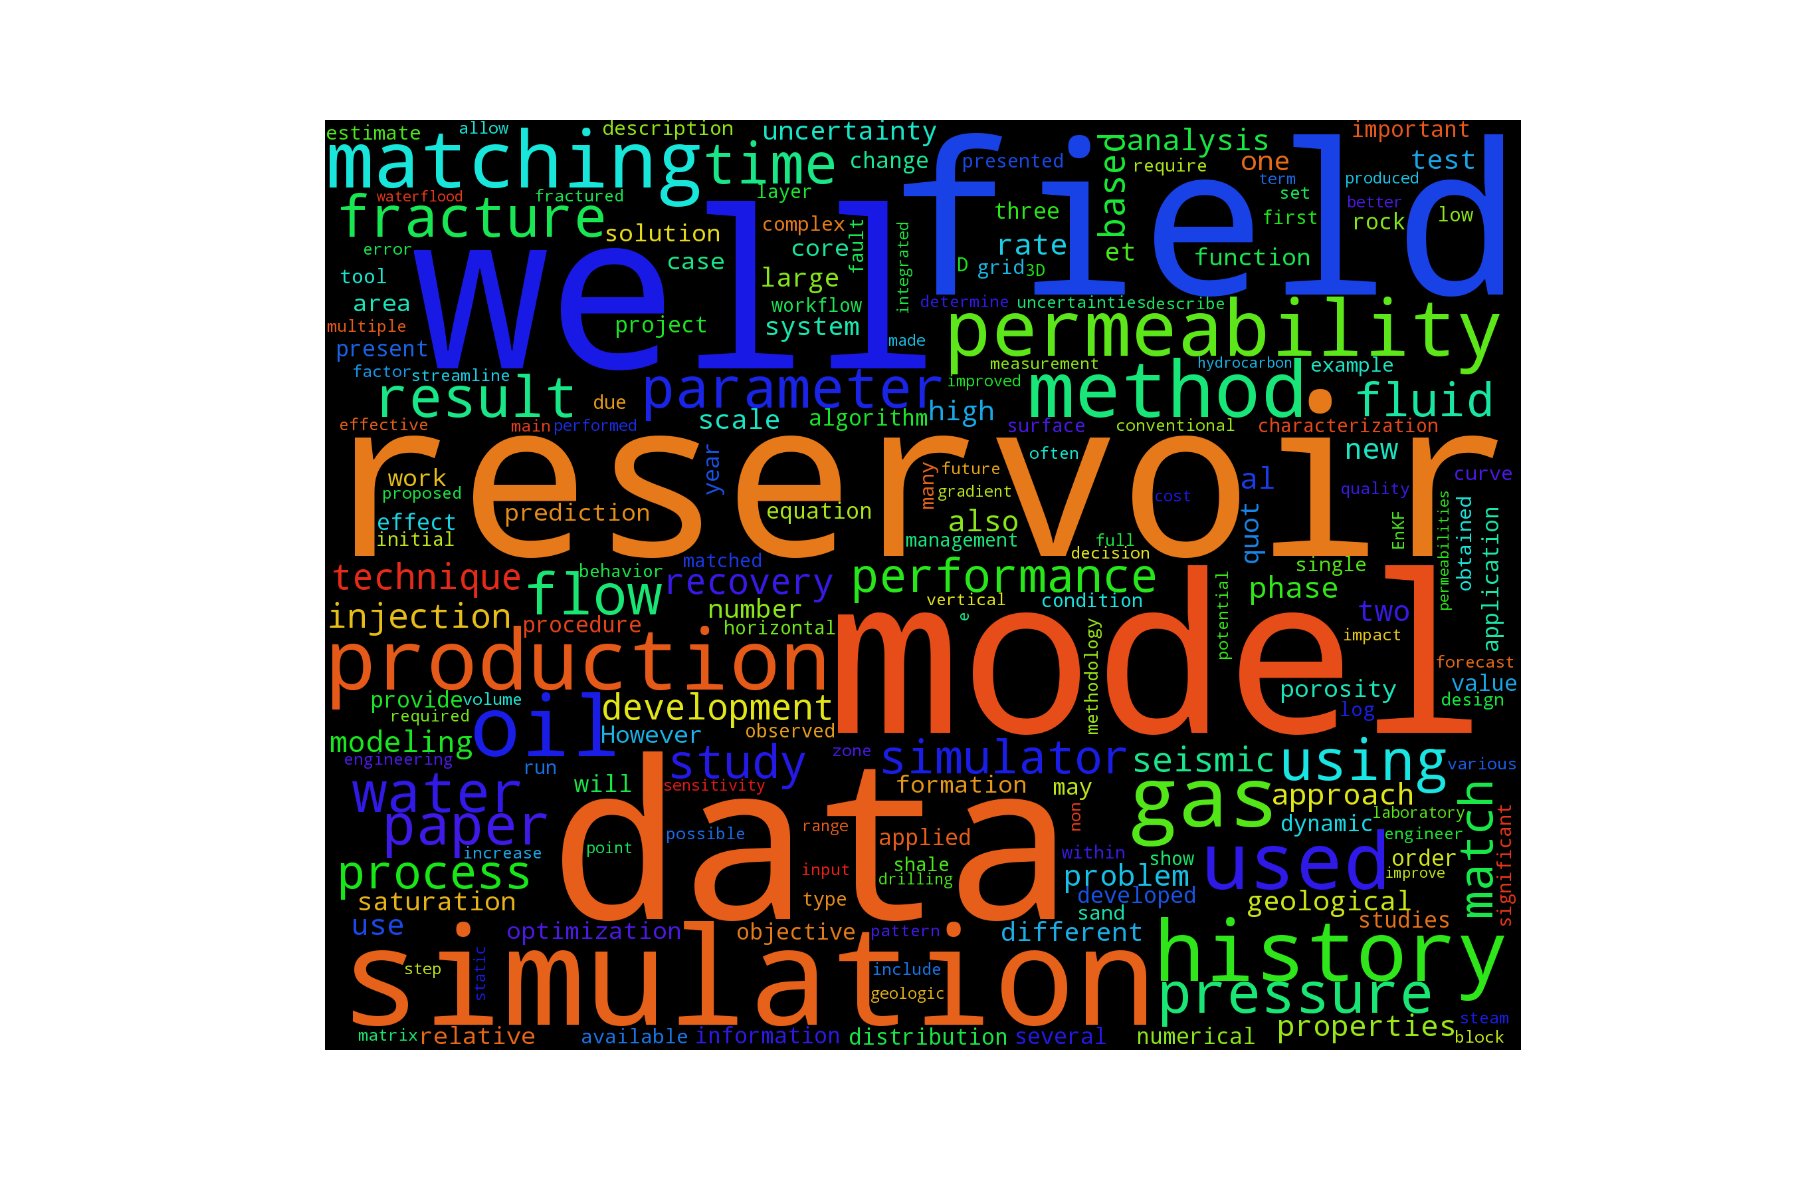 estimate
allow
description
uncertainty
analysis
important
matching
time
change
presented
based
require
one
test
field
waterflood
fractured
layer
term
produced
set
better
fracture
well
complex
three
first
rock
low
error
solution
core
fault
integrated
rate
et
function
tool
case
large
D
grid
3D
area
workflow
determine
uncertainties
describe
multiple
project
system
made
permeability
present
factor
streamline
measurement
hydrocarbon
example
result
parameter
improved
method
fluid
due
scale
algorithm
high
effective
main
performed
surface
conventional
characterization
reservoir
year
often
new
work
many
future
al
curve
proposed
gradient
cost
quality
prediction
equation
also
quot
EnKF
permeabilities
obtained
application
effect
initial
management
full
decision
matched
technique
behavior
recovery
performance
single
flow
phase
injection
number
vertical
e
condition
potential
two
procedure
horizontal
model
methodology
impact
production
forecast
provide
volume
porosity
value
required
oil
development
log
design
modeling
However
observed
engineering
run
study
zone
simulator
seismic
using
various
water
will
sensitivity
data
formation
may
gas
approach
match
paper
possible
range
applied
non
dynamic
laboratory
engineer
significant
increase
point
within
show
used
order
process
input
shale
drilling
problem
improve
saturation
type
developed
geological
use
optimization
objective
pattern
sand
different
studies
simulation
history
step
static
include
geologic
pressure
matrix
relative
available
information
distribution
several
numerical
properties
steam
block